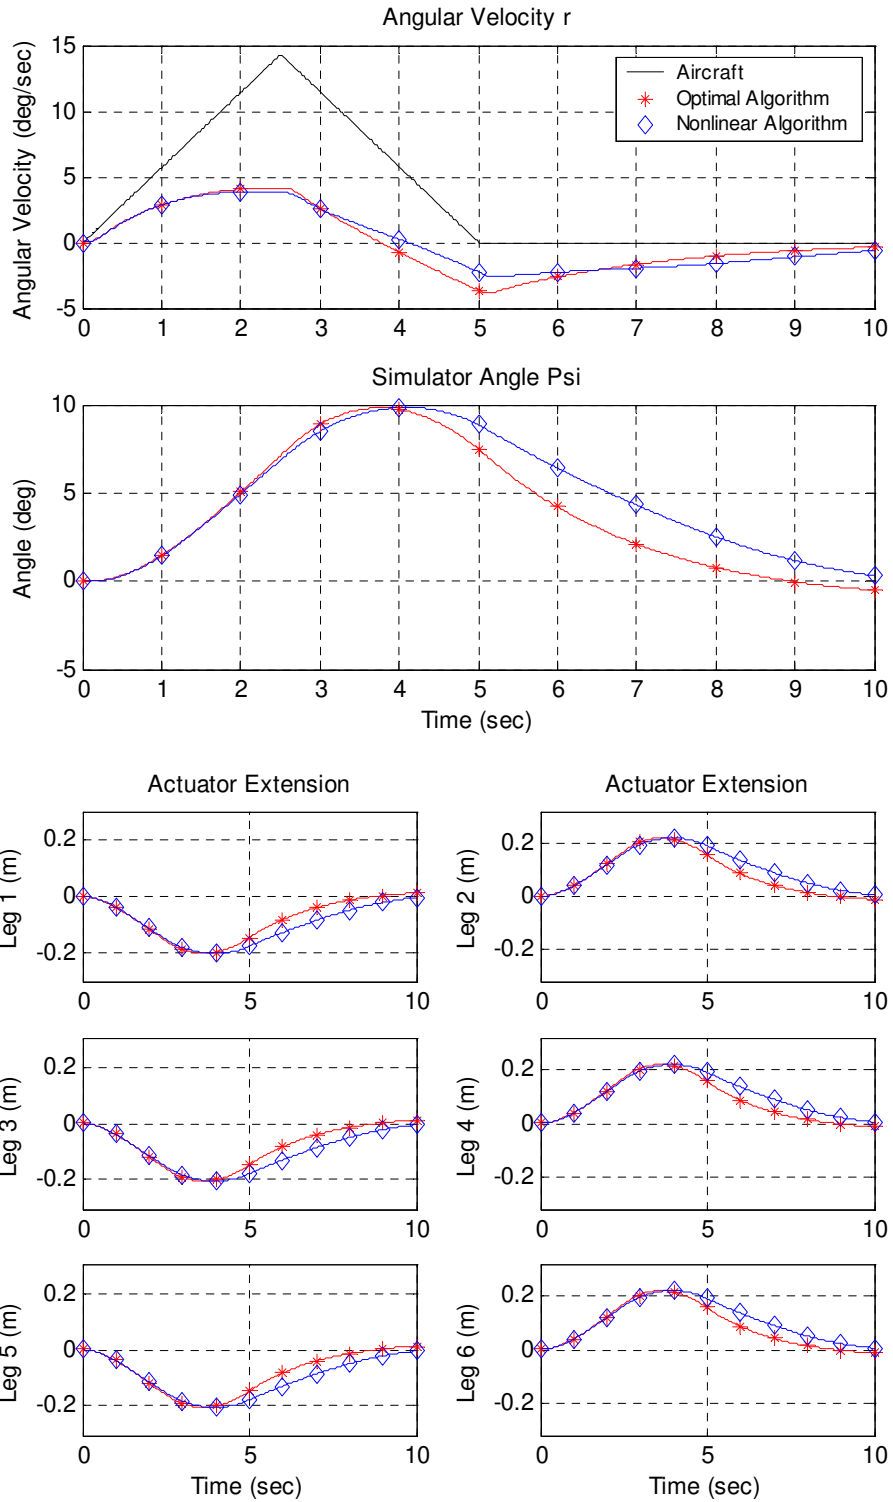 Angular Velocity r
Angular Velocity (deg/sec)
15
10
5
0
-5
Aircraft
Optimal Algorithm
Nonlinear Algorithm
0 1 2 3 4 5 6 7 8 9 10
Simulator Angle Psi
Angle (deg)
10
5
0
-5
0 1 2 3 4 5 6 7 8 9 10
Time (sec)
Actuator Extension
Leg 1 (m)
0.2
0
-0.2
0 5 10
Actuator Extension
Leg 2 (m)
0.2
0
-0.2
0 5 10
Leg 3 (m)
0.2
0
-0.2
0 5 10
Leg 4 (m)
0.2
0
-0.2
0 5 10
Leg 5 (m)
0.2
0
-0.2
0 5 10
Time (sec)
Leg 6 (m)
0.2
0
-0.2
0 5 10
Time (sec)